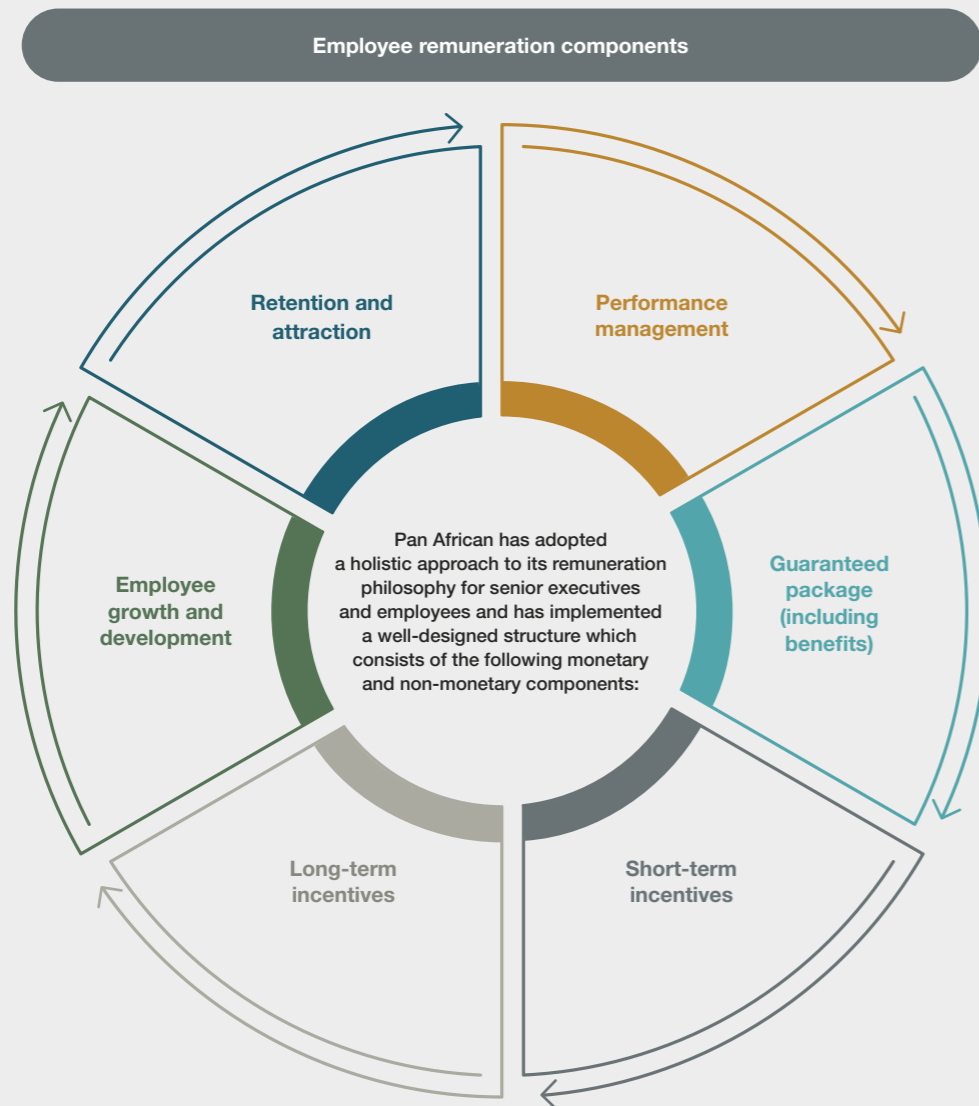 Employee remuneration components
Retention and
attraction
Performance
management
Pan African has adopted
a holistic approach to its remuneration
philosophy for senior executives
and employees and has implemented
a well-designed structure which
consists of the following monetary
and non-monetary components:
Guaranteed
package
(including
benefits)
Short-term
incentives
Long-term
incentives
Employee
growth and
development